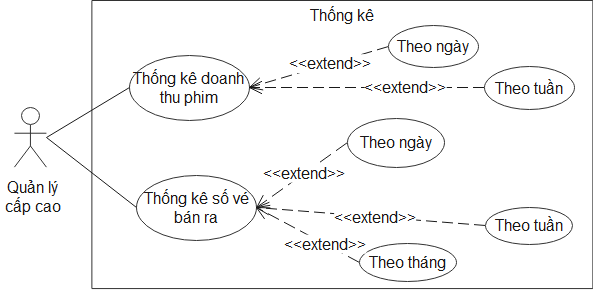 Thống kê
Theo ngày
<<extend>>
Thống kê doanh
thu phim
<<extend>>
Theo tuần
Theo ngày
<<extend>>
Quản lý
cấp cao
Thống kê số vé
bán ra
<<extend>>
Theo tuần
<<extend>>
Theo tháng